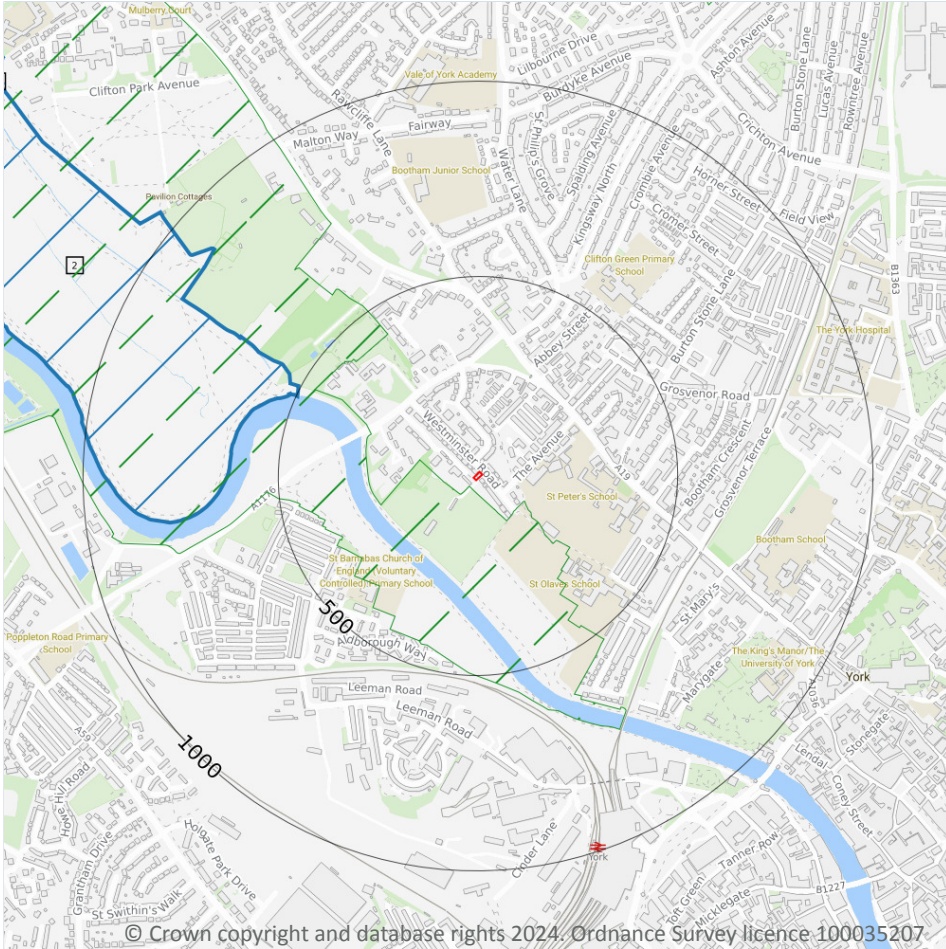 Mulberry Court
Clifton Park Avenue
Vale of York Academy
Lilbourne Drive
Burdyke Avenue
Ashton Avenue
Burton Stone Lane
Lucas Avenue
Rowntree Avenue
Rawcliffe Lane
Malton Way
Fairway
St. Philip's Grove
Spalding Avenue
Crichton Avenue
Water Lane
Kingsway North
Crombie Avenue
Bootham Junior School
Horner Street
Field View
Pavilion Cottages
Cromer Street
2
Clifton Green Primary
School
B1363
Burton Stone Lane
Abbey Street
The York Hospital
Grosvenor Road
Westminster Road
The Avenue
A19
Bootham Crescent
Grosvenor Terrace
A1176
St Peter's School
Bootham School
St Barnabas Church of
England (Voluntary
Controlled) Primary School
St Olaves School
St Mary's
500
Poppleton Road Primary
School
Aldborough Way
Marygate
The King's Manor/The
University of York
York
Leeman Road
Leeman Road
A1036
Stonegate
A59
1000
Lendal
Coney Street
Howe Hill Road
Holgate Park Drive
Cinder Lane
York
Tanner Row
Grantham Drive
Toft Green
Micklegate
B1227
St Swithin's Walk
© Crown copyright and database rights 2024. Ordnance Survey licence 100035207.